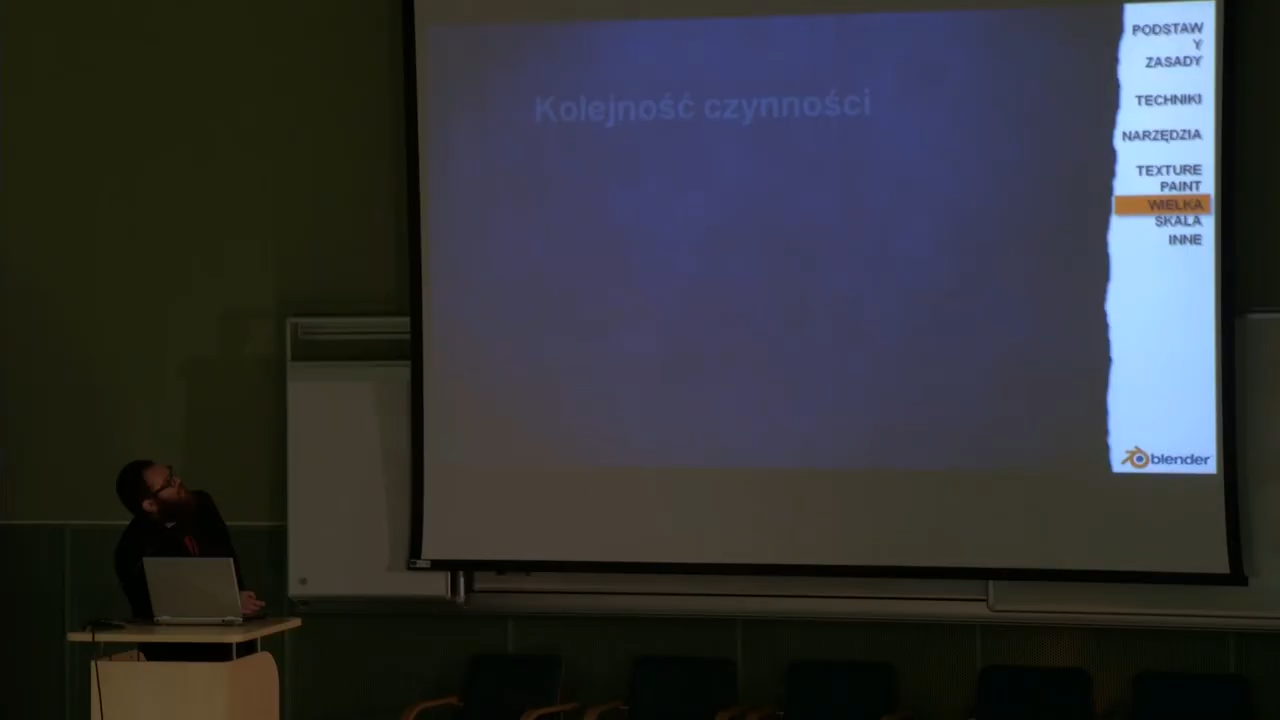 Kolejność czynności
PODSTAW
Y
ZASADY
TECHNIKI
NARZĘDZIA
TEXTURE
PAINT
WIELKA
SKALA
INNE
blender